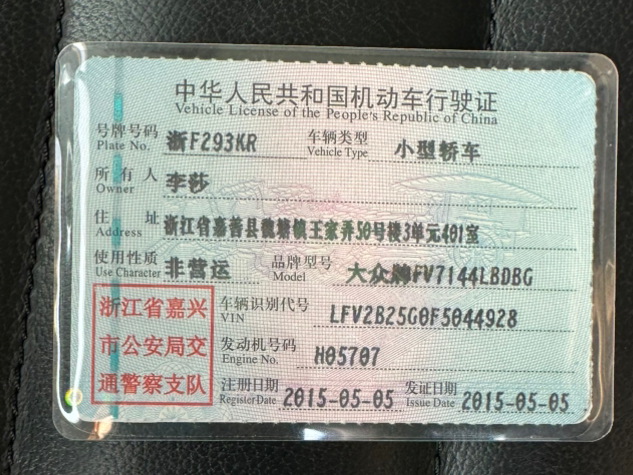 中华人民共和国机动车行驶证
Vehicle License of the People's Republic of China
号牌号码 浙F293KR 车辆类型 小型轿车
Plate No. Vehicle Type
所有人 李莎
Owner
住址 浙江省嘉善县魏塘镇王家弄50号楼3单元401室
Address
使用性质 非营运 品牌型号 大众牌FV7144LBDBG
Use Character Model
浙江省嘉兴
市公安局交
通警察支队
车辆识别代号 LFV2B25G0F5044928
VIN
发动机号码 H05707
Engine No.
注册日期 2015-05-05 发证日期 2015-05-05
Register Date Issue Date